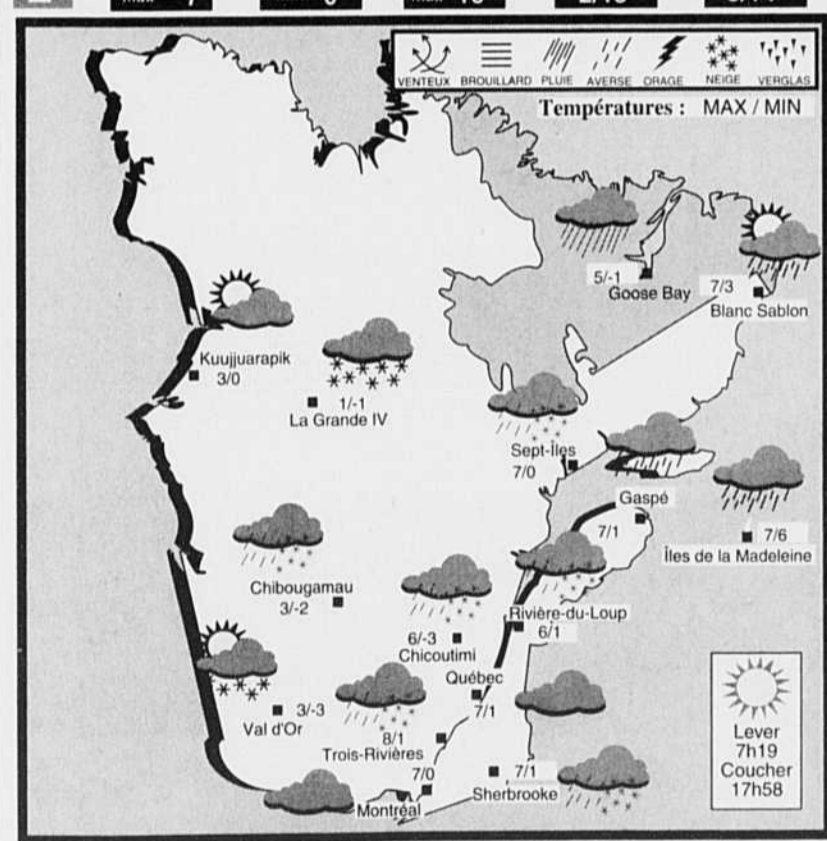 VENTEUX BROUILLARD PLUIE AVERSE ORAGE NEIGE VERGLAS
Températures : MAX / MIN
5/-1
Goose Bay
7/3
Blanc Sablon
Kuujjuarapik
3/0
1/-1
La Grande IV
Sept-Îles
7/0
Gaspé
7/1
7/6
Îles de la Madeleine
Chibougamau
3/-2
6/-3
Chicoutimi
Rivière-du-Loup
6/1
Québec
7/1
3/-3
Val d'Or
8/1
Trois-Rivières
7/0
Montréal
7/1
Sherbrooke
Lever
7h19
Coucher
17h58